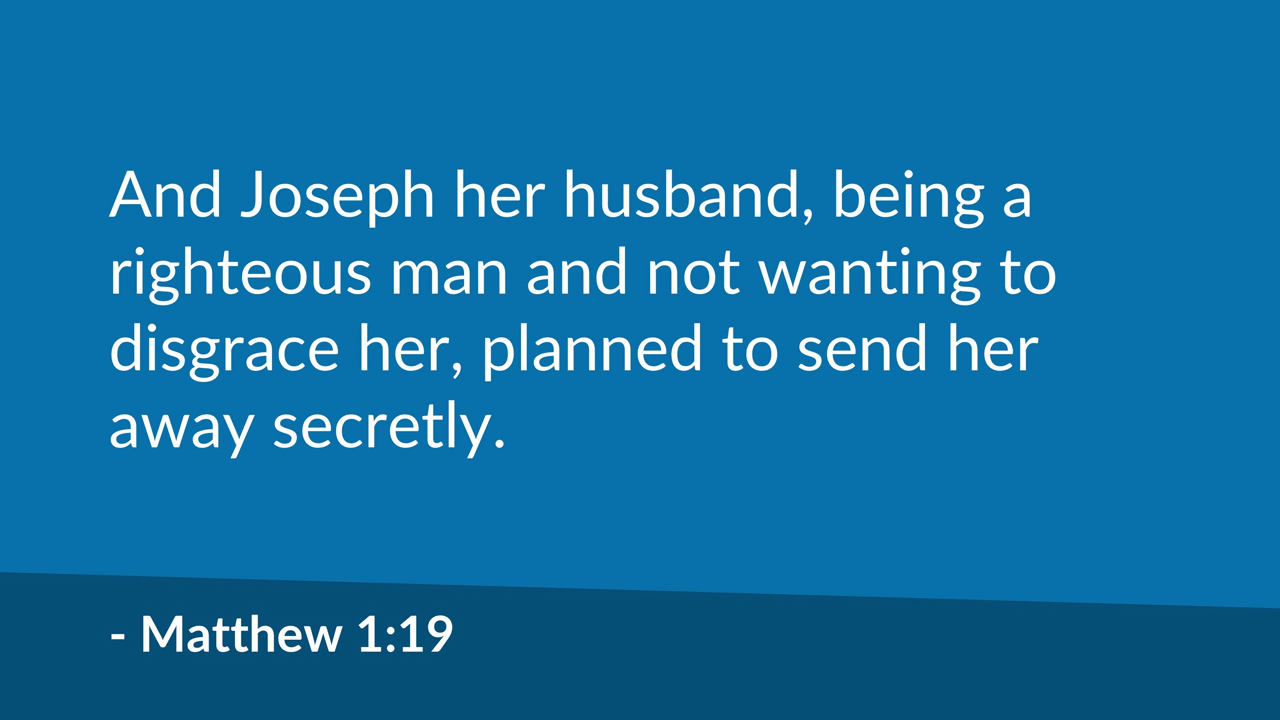 And Joseph her husband, being a
righteous man and not wanting to
disgrace her, planned to send her
away secretly.
- Matthew 1:19